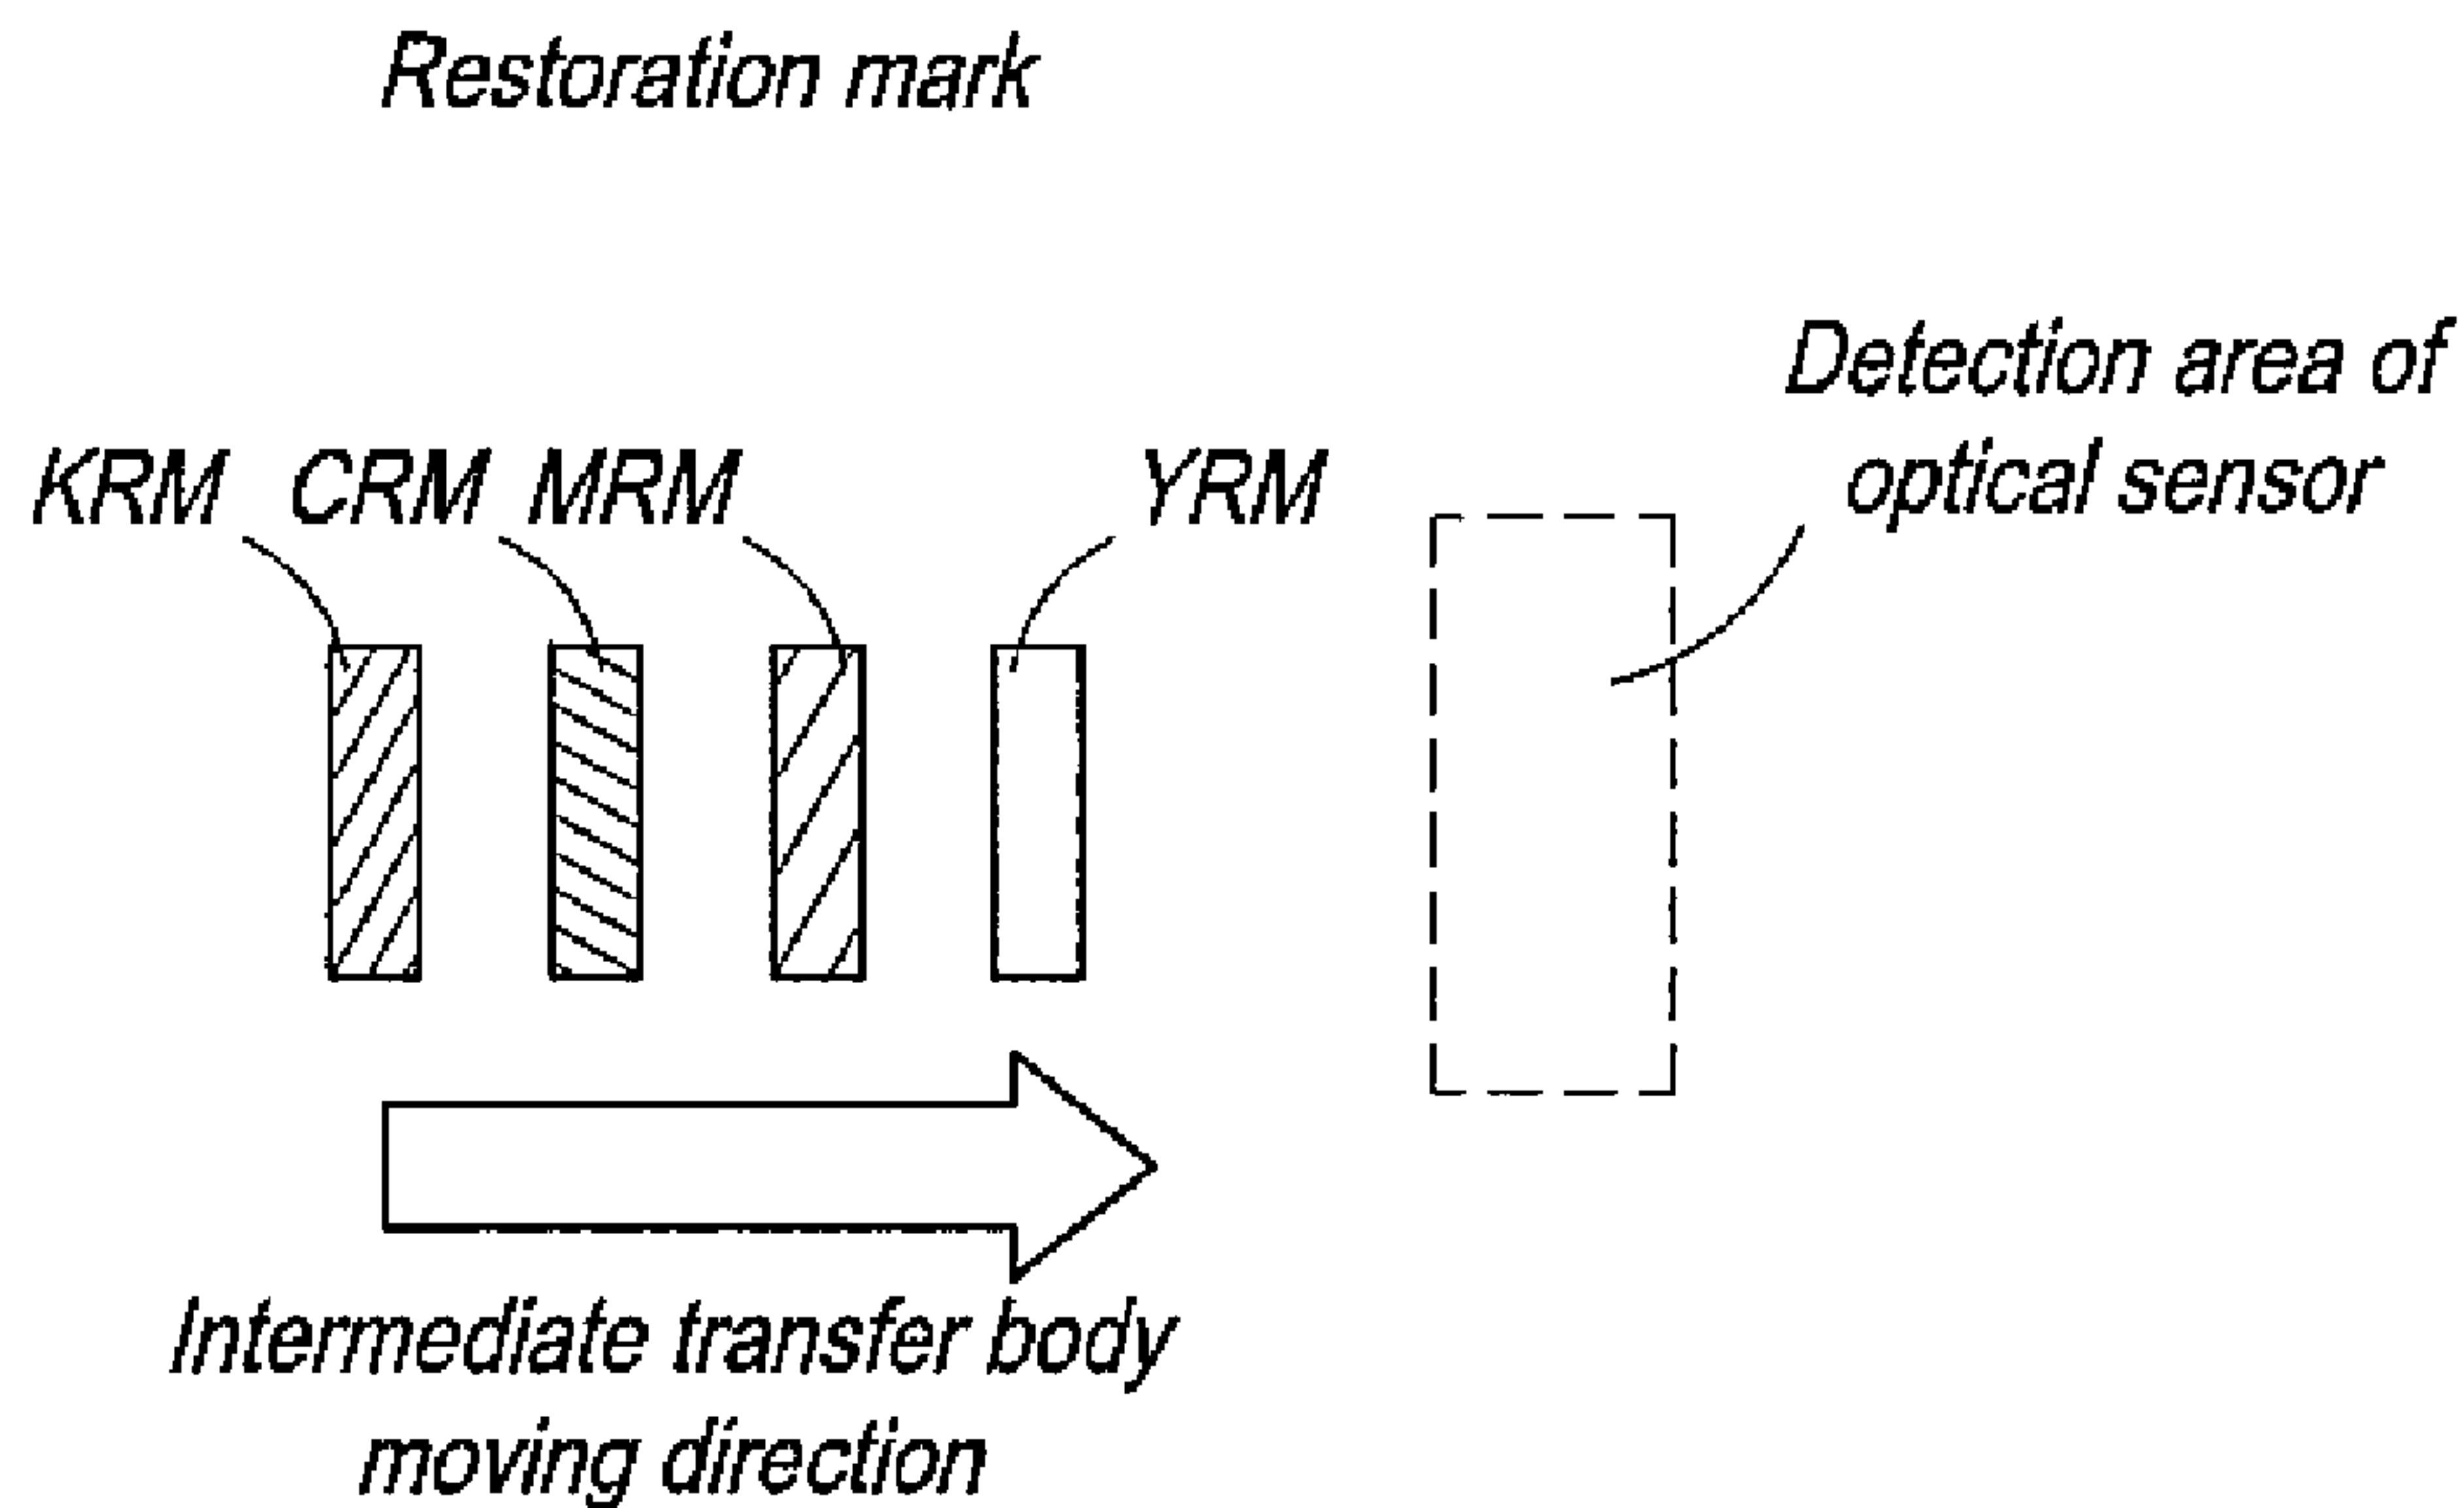 Restoration mark
Detection area of
optical sensor
KRM CRM MRM YRM
Intermediate transfer body
moving direction